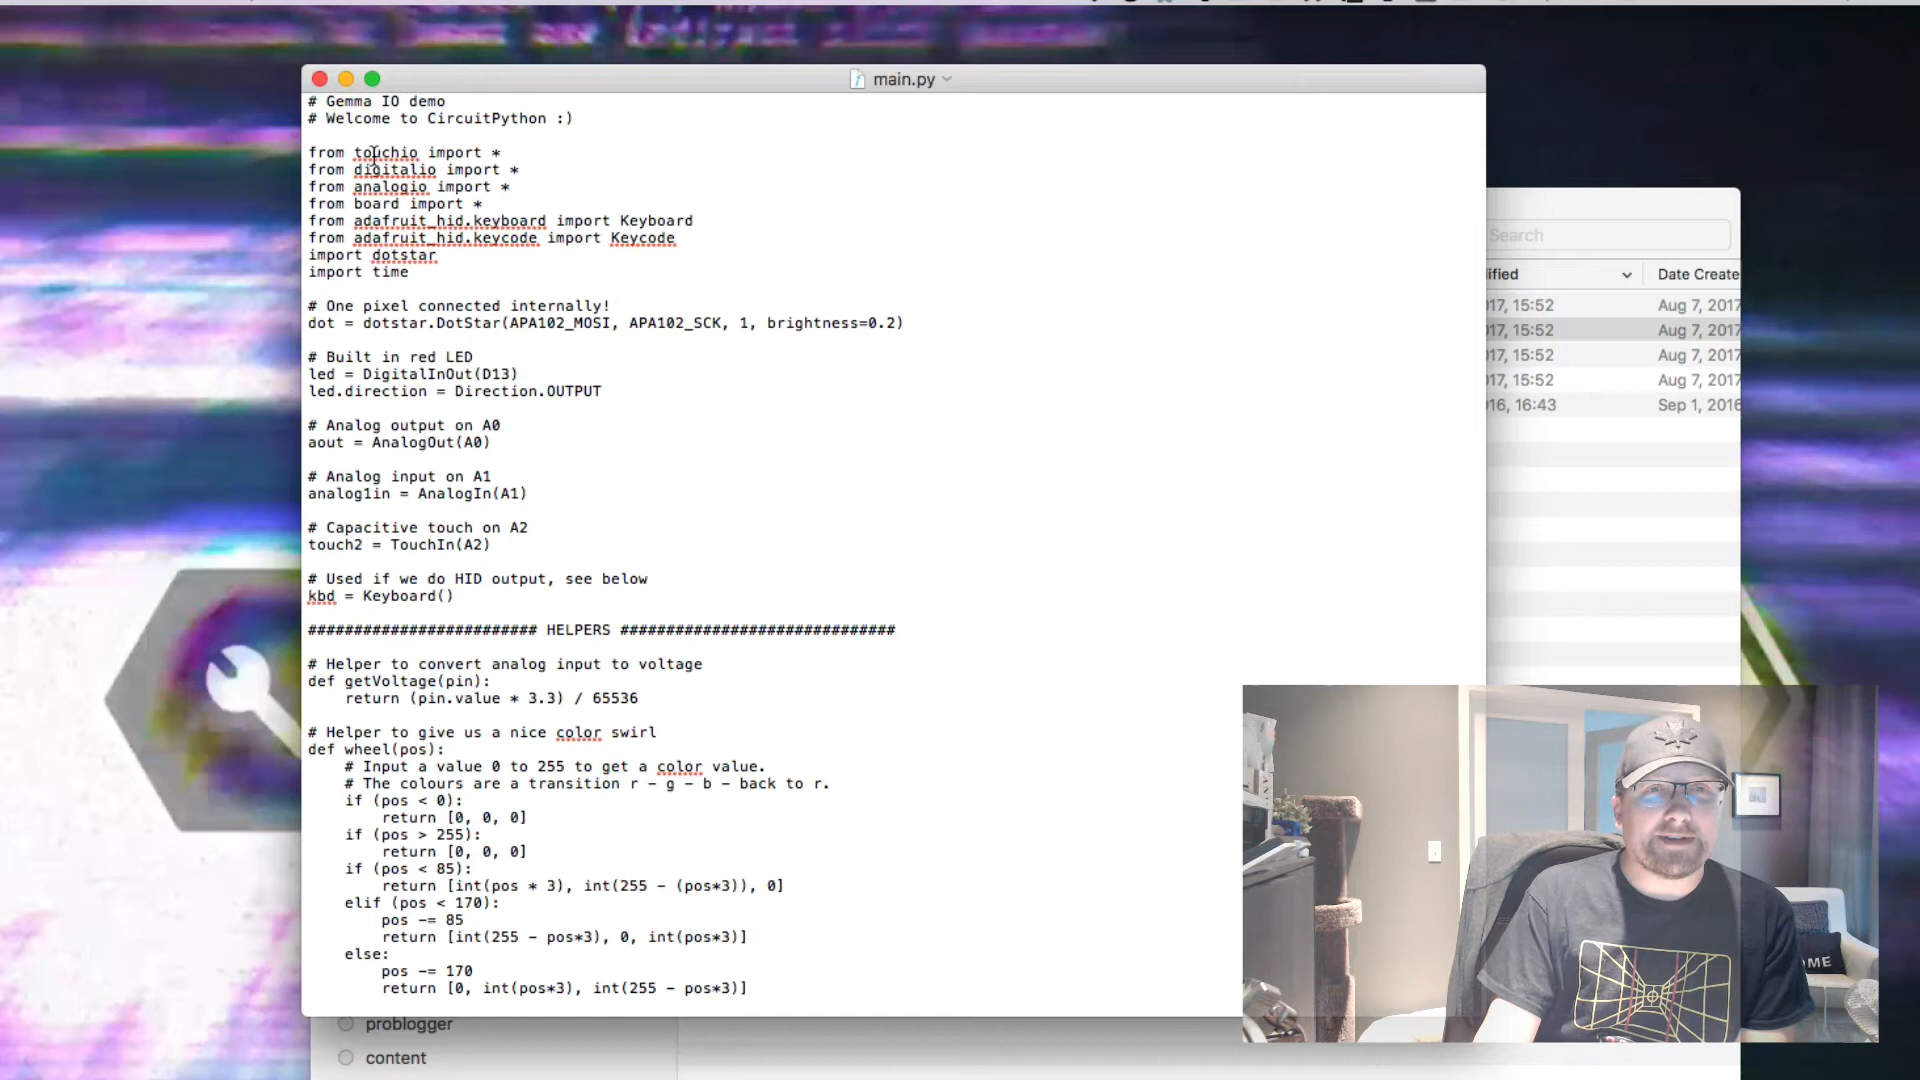 main.py
# Gemma IO demo
# Welcome to CircuitPython :)
from touchio import *
from digitalio import *
from analogio import *
from board import *
from adafruit_hid.keyboard import Keyboard
from adafruit_hid.keycode import Keycode
import dotstar
import time
# One pixel connected internally!
dot = dotstar.DotStar(APA102_MOSI, APA102_SCK, 1, brightness=0.2)
# Built in red LED
led = DigitalInOut(D13)
led.direction = Direction.OUTPUT
# Analog output on A0
aout = AnalogOut(A0)
# Analog input on A1
analog1in = AnalogIn(A1)
# Capacitive touch on A2
touch2 = TouchIn(A2)
# Used if we do HID output, see below
kbd = Keyboard()
######################### HELPERS ##############################
# Helper to convert analog input to voltage
def getVoltage(pin):
return (pin.value * 3.3) / 65536
# Helper to give us a nice color swirl
def wheel(pos):
# Input a value 0 to 255 to get a color value.
# The colours are a transition r - g - b - back to r.
if (pos < 0):
return [0, 0, 0]
if (pos > 255):
return [0, 0, 0]
if (pos < 85):
return [int(pos * 3), int(255 - (pos*3)), 0]
elif (pos < 170):
pos -= 85
return [int(255 - pos*3), 0, int(pos*3)]
else:
pos -= 170
return [0, int(pos*3), int(255 - pos*3)]
Search
ified Date Create
017, 15:52 Aug 7, 2017
017, 15:52 Aug 7, 2017
017, 15:52 Aug 7, 2017
017, 15:52 Aug 7, 2017
016, 16:43 Sep 1, 2016
problogger
content
OME